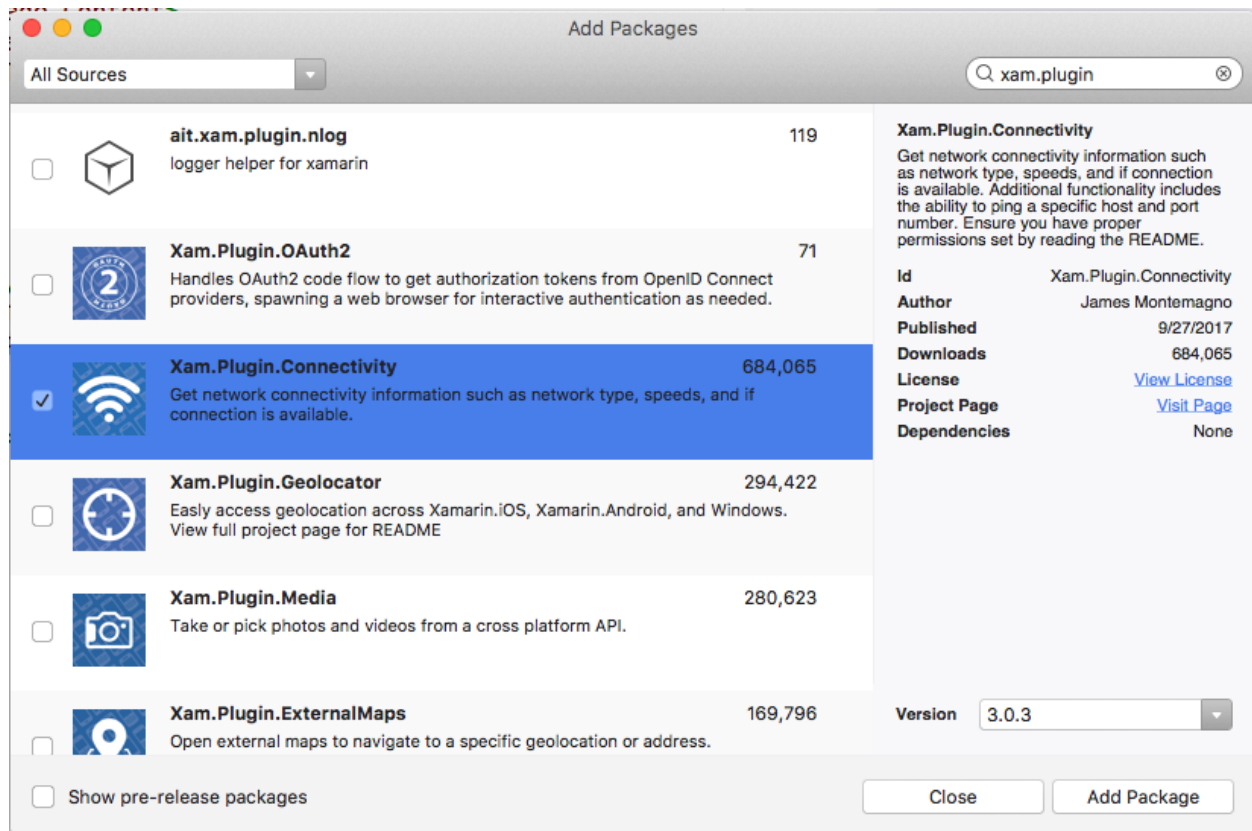 Add Packages
All Sources
xam.plugin
ait.xam.plugin.nlog 119
logger helper for xamarin
Xam.Plugin.OAuth2 71
Handles OAuth2 code flow to get authorization tokens from OpenID Connect
providers, spawning a web browser for interactive authentication as needed.
Xam.Plugin.Connectivity 684,065
Get network connectivity information such as network type, speeds, and if
connection is available.
Xam.Plugin.Geolocator 294,422
Easly access geolocation across Xamarin.iOS, Xamarin.Android, and Windows.
View full project page for README
Xam.Plugin.Media 280,623
Take or pick photos and videos from a cross platform API.
Xam.Plugin.ExternalMaps 169,796
Open external maps to navigate to a specific geolocation or address.
Xam.Plugin.Connectivity
Get network connectivity information such
as network type, speeds, and if connection
is available. Additional functionality includes
the ability to ping a specific host and port
number. Ensure you have proper
permissions set by reading the README.
Id Xam.Plugin.Connectivity
Author James Montemagno
Published 9/27/2017
Downloads 684,065
License View License
Project Page Visit Page
Dependencies None
Version 3.0.3
Show pre-release packages
Close
Add Package